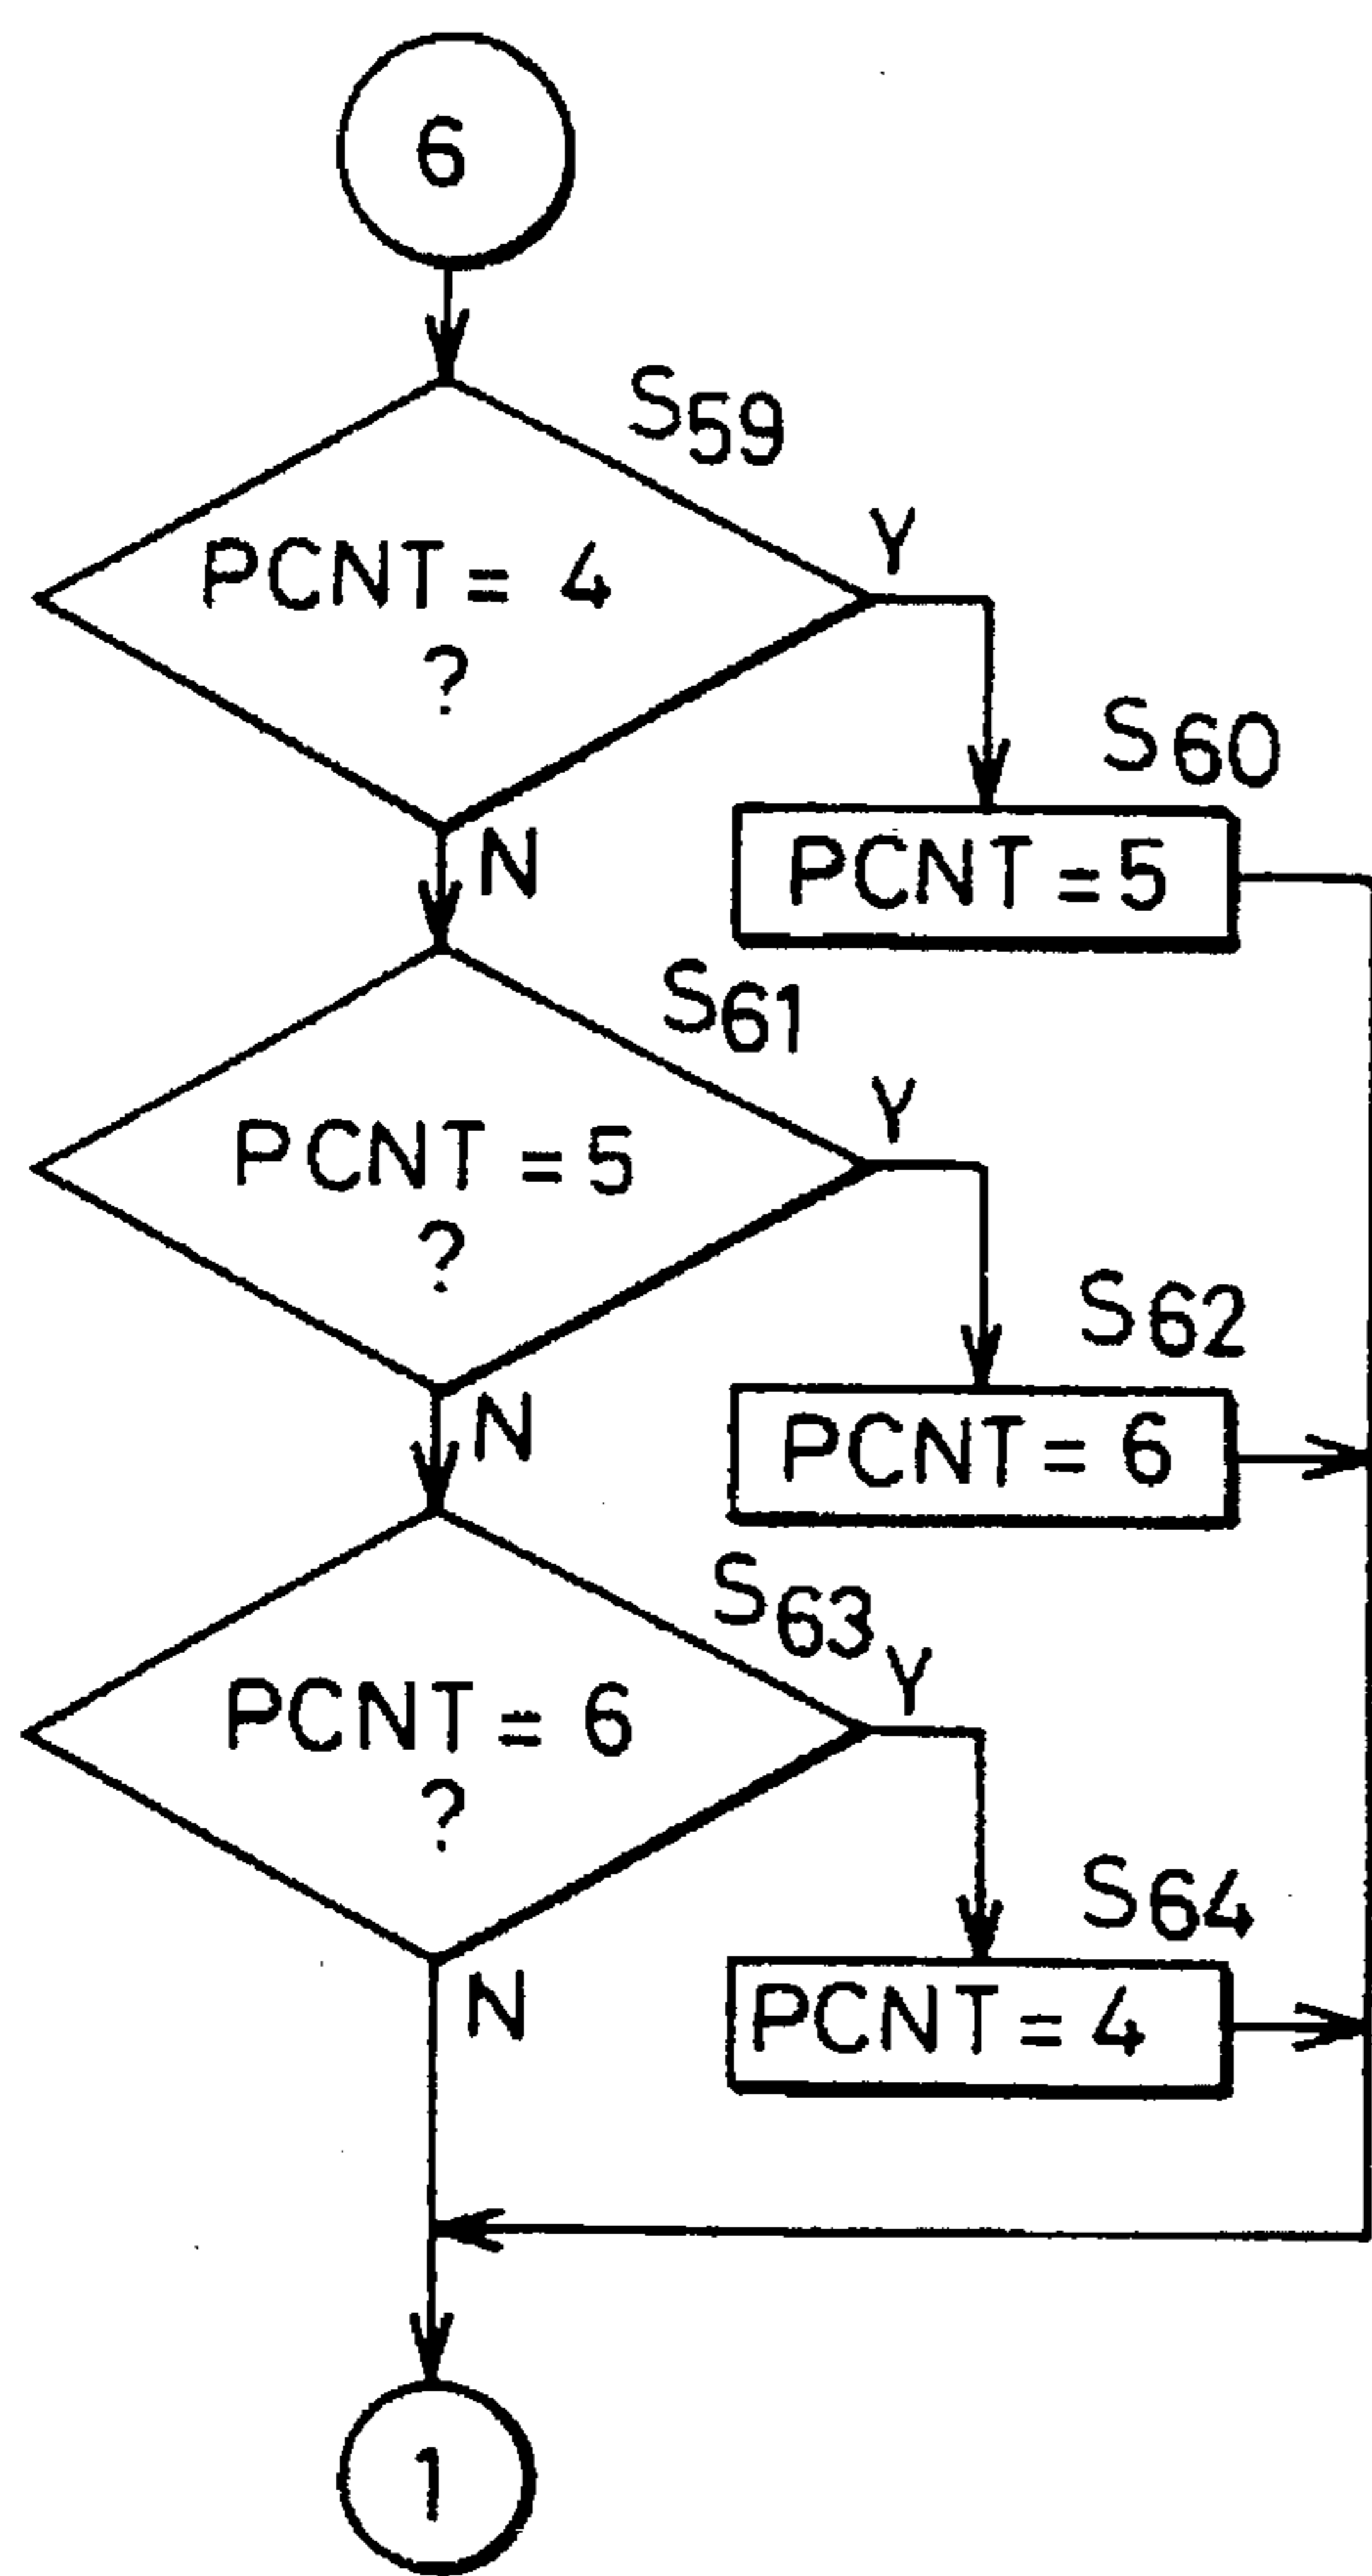 6
S59
PCNT = 4
?
Y
S60
PCNT = 5
N
S61
PCNT = 5
?
Y
S62
PCNT = 6
N
S63
PCNT = 6
?
Y
S64
PCNT = 4
N
1